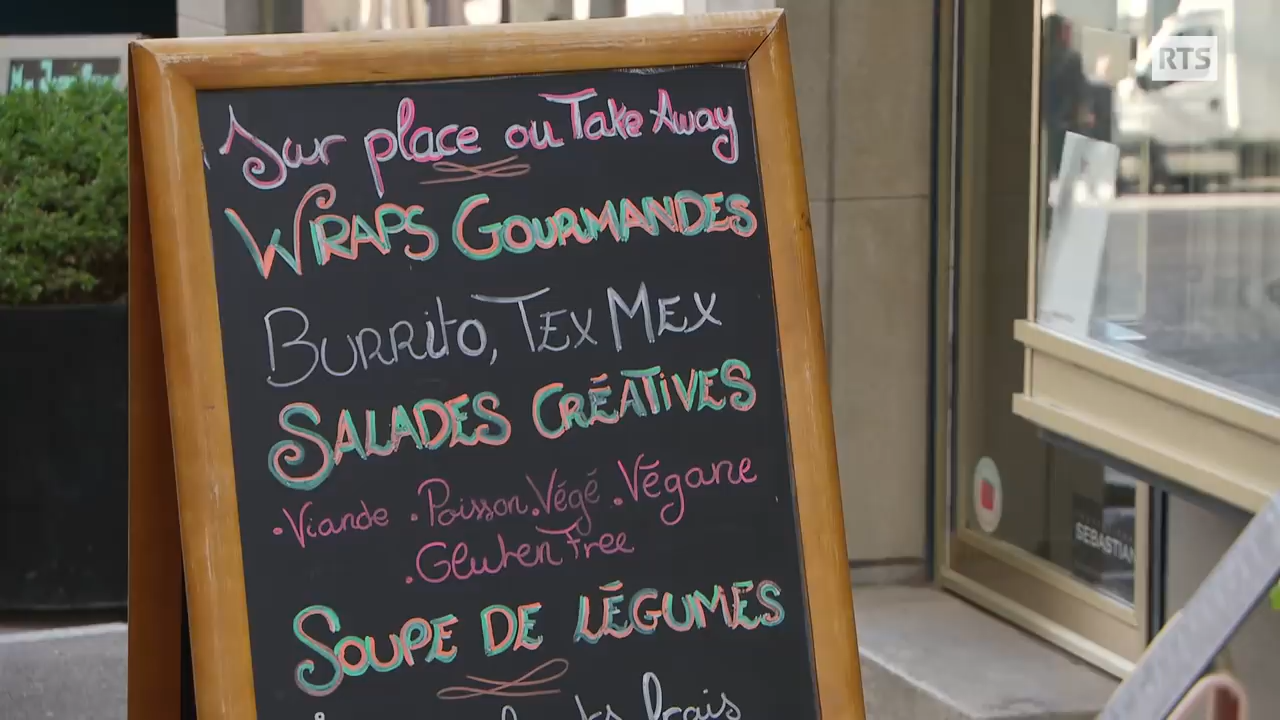 RTS
Sur place ou Take Away
WRAPS GOURMANDES
BURRito, TEX MEX
SALADES CRÉATiVES
.Viande .Poisson.Végé .Végane
.Gluten Free
SOUPE DE LÉGUMES
frais
SEBASTIAN